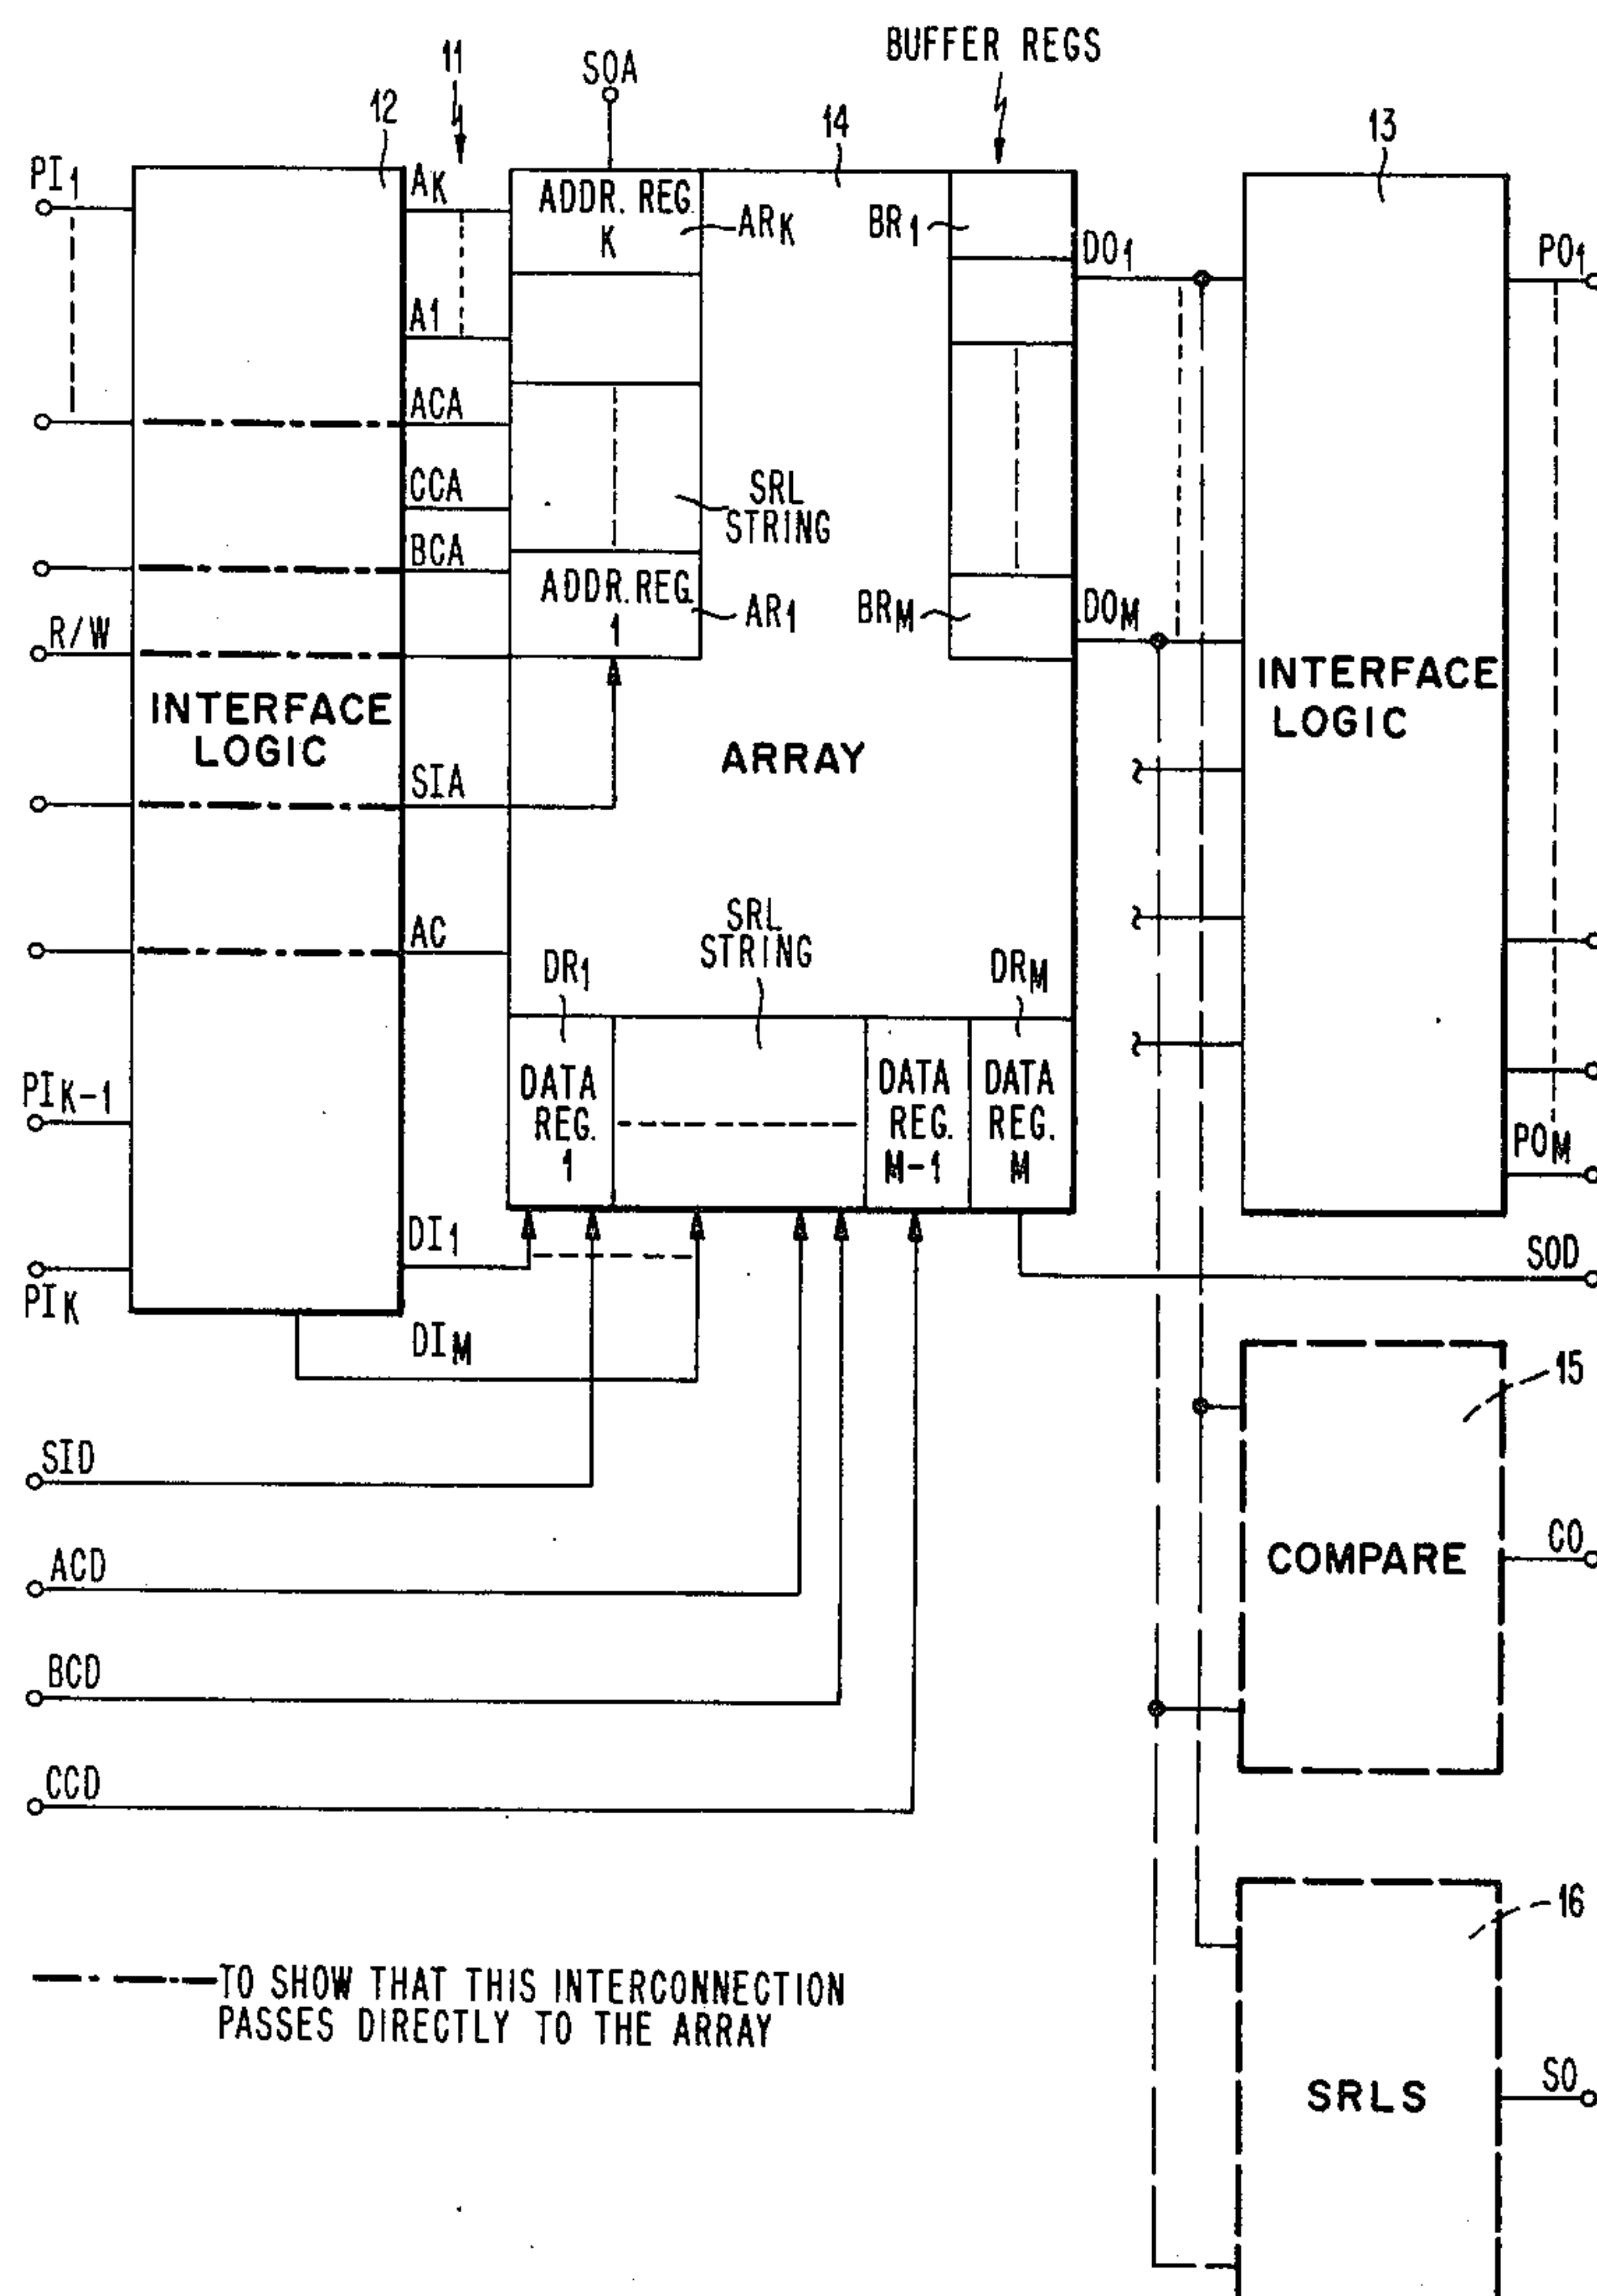 BUFFER REGS
11
SOA
12
14
13
PI1
AK
ADDR. REG
K
ARK
BR1
DO1
PO1
A1
ACA
CCA
SRL
STRING
BCA
ADDR. REG.
1
AR1
BRM
DOM
R/W
INTERFACE
LOGIC
INTERFACE
LOGIC
ARRAY
SIA
AC
SRL
STRING
DR1
DRM
DATA
REG.
1
DATA
REG.
M-1
DATA
REG.
M
PIK-1
POM
DI1
SOD
PIK
DIM
15
SID
COMPARE
CO
ACD
BCD
CCD
16
TO SHOW THAT THIS INTERCONNECTION
PASSES DIRECTLY TO THE ARRAY
SRLS
SO